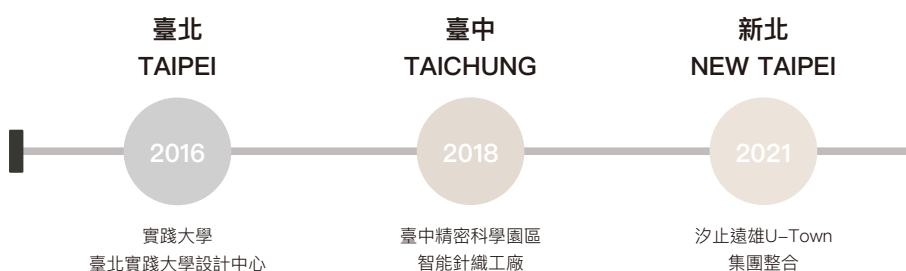 臺北
TAIPEI
2016
實踐大學
臺北實踐大學設計中心
臺中
TAICHUNG
2018
臺中精密科學園區
智能針織工廠
新北
NEW TAIPEI
2021
汐止遠雄U-Town
集團整合